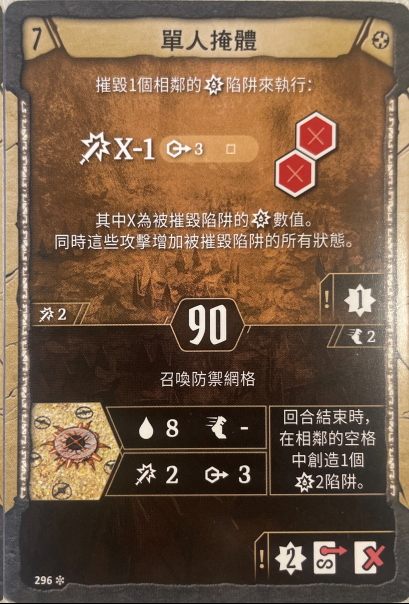 7 單人掩體
摧毀1個相鄰的陷阱來執行：
X-1 3
其中X為被摧毀陷阱的數值。
同時這些攻擊增加被摧毀陷阱的所有狀態。
! 1
2
90
2
召喚防禦網格
8 -
2 3
回合結束時，
在相鄰的空格
中創造1個
2陷阱。
! 2
296